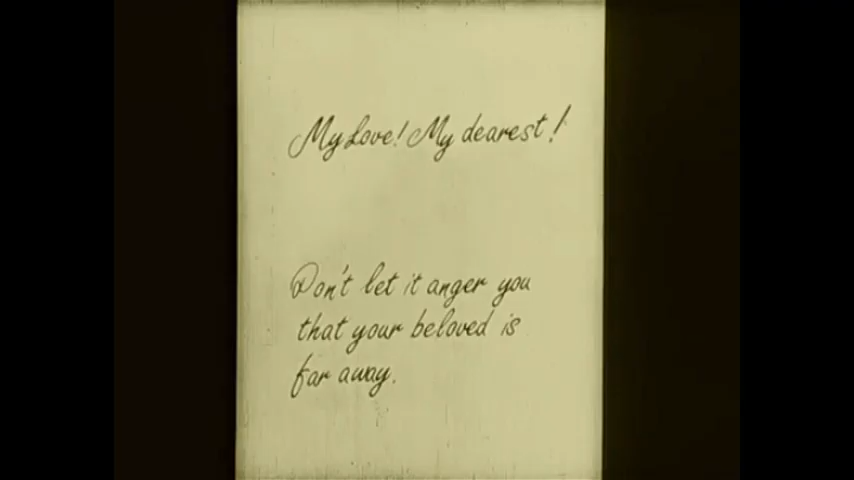 My Love! My dearest!
Don't let it anger you
that your beloved is
far away.